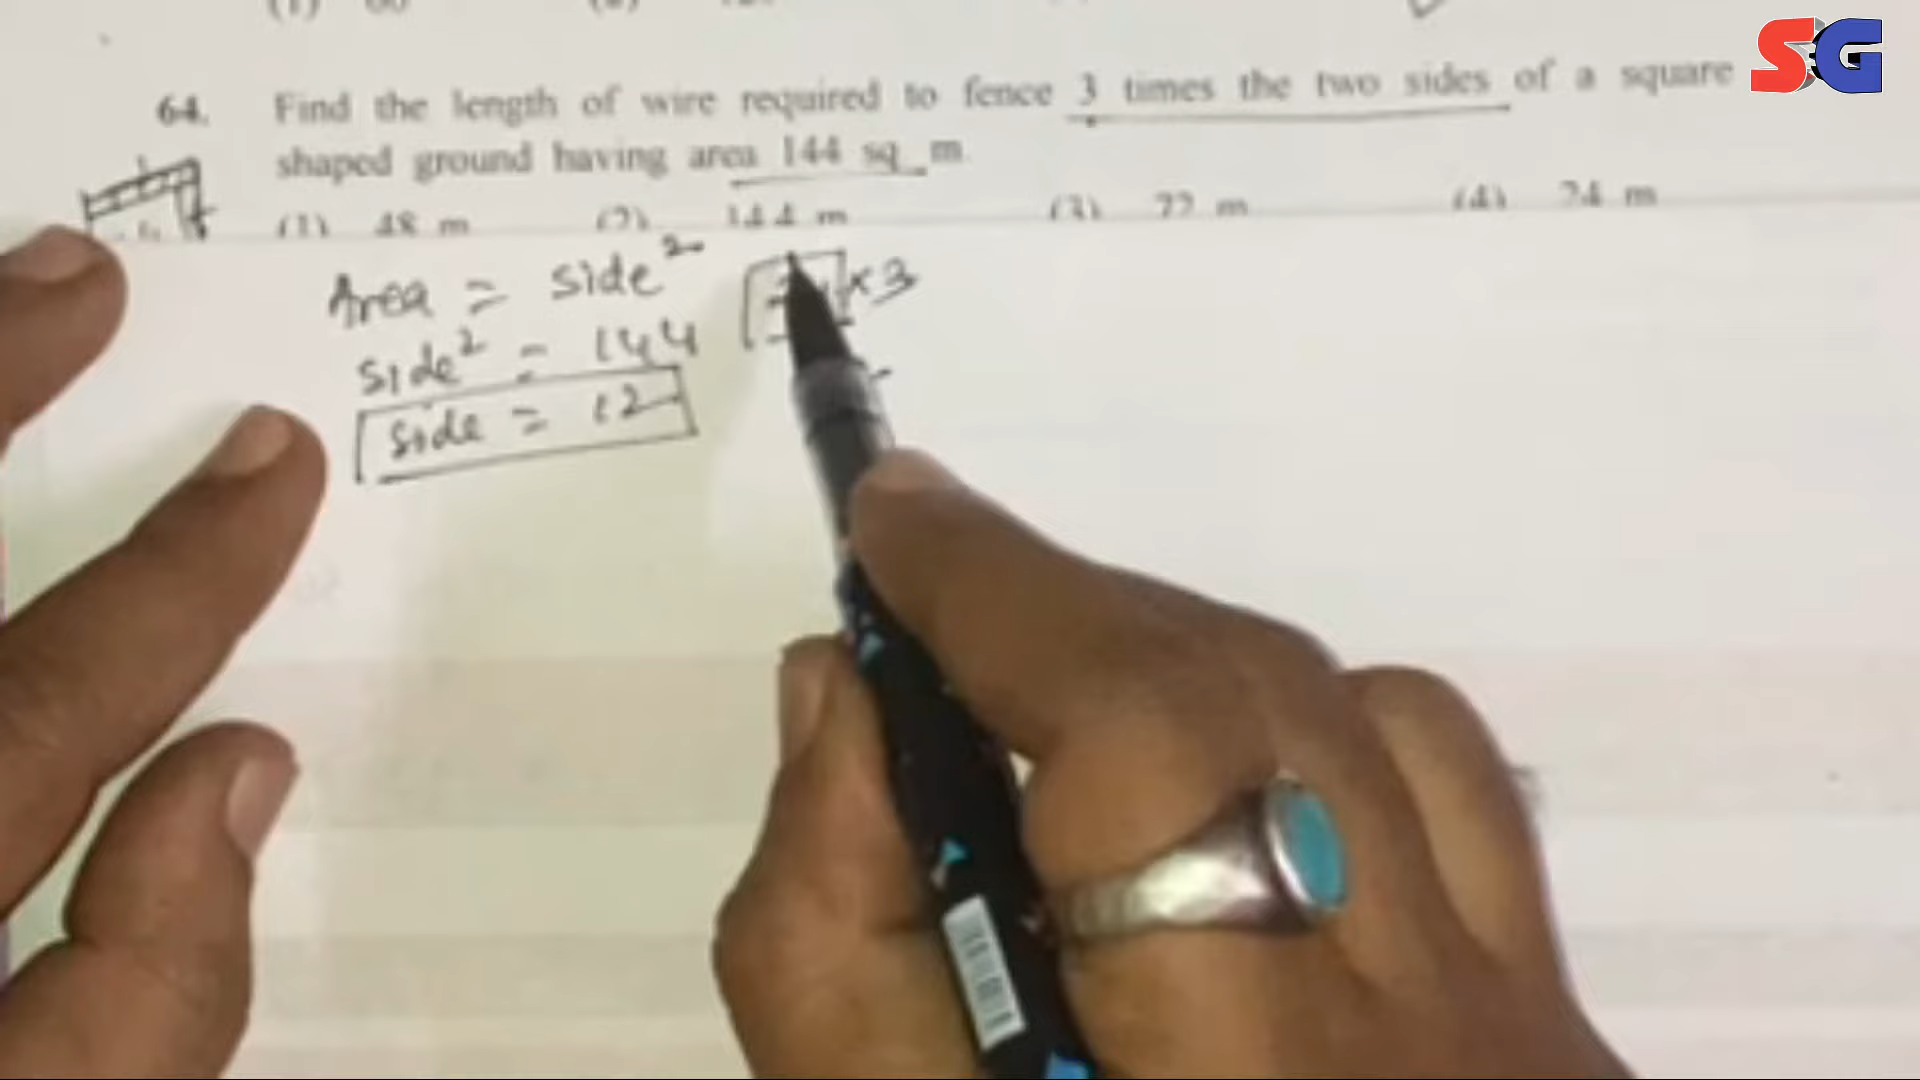 SG
64. Find the length of wire required to fence 3 times the two sides of a square
shaped ground having area 144 sq m.
(1) 48 m (2) 144 m (3) 72 m (4) 24 m
Area = side²
side² = 144
side = 12
×3